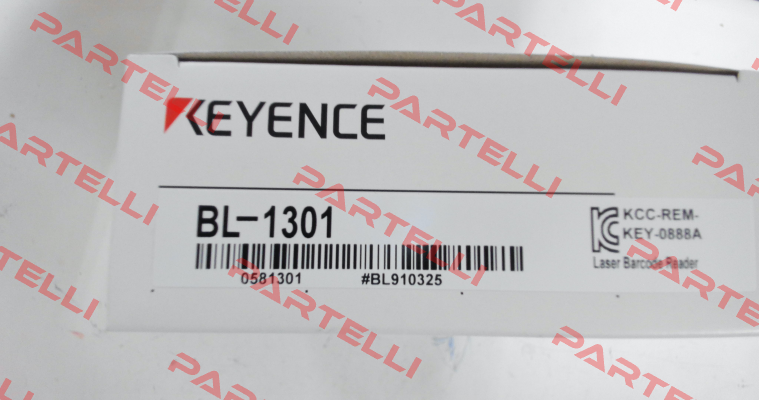 KEYENCE
BL-1301
0581301 #BL910325
KCC-REM-
KEY-0888A
Laser Barcode Reader
PARTELLI
PARTELLI
PARTELLI
PARTELLI
PARTELLI
PARTELLI
PARTELLI
PARTELLI
PARTELLI
PARTELLI